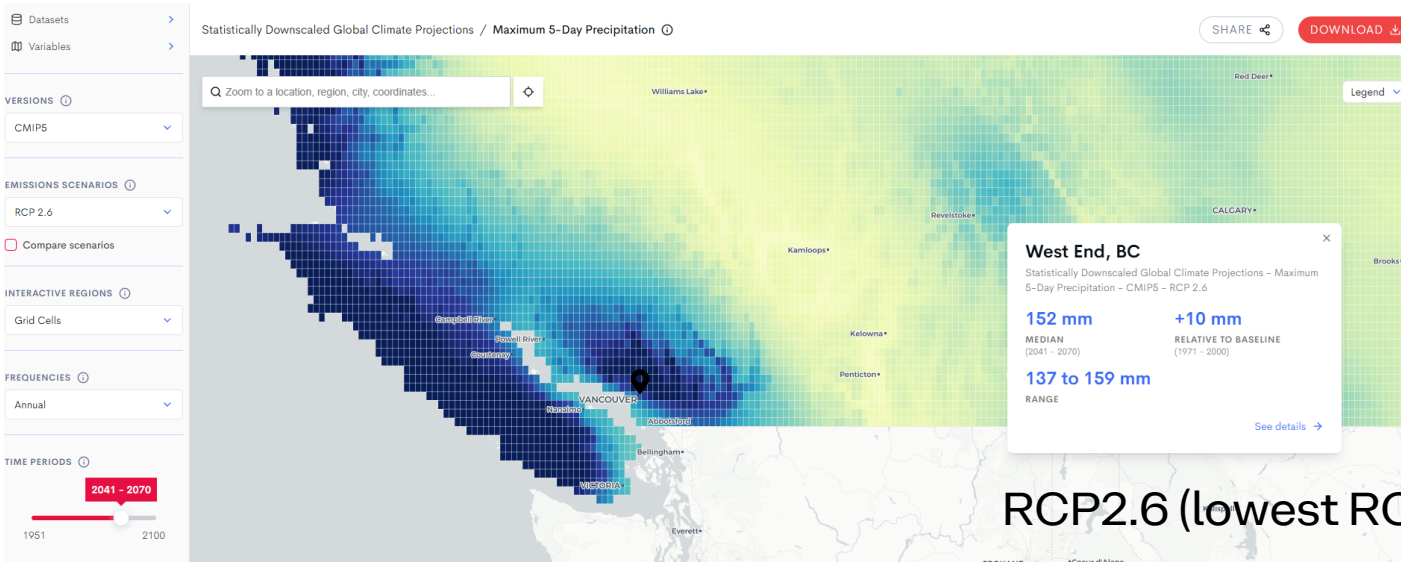 Datasets
Variables
VERSIONS
CMIP5
EMISSIONS SCENARIOS
RCP 2.6
Compare scenarios
INTERACTIVE REGIONS
Grid Cells
FREQUENCIES
Annual
TIME PERIODS
2041 - 2070
1951 2100
Statistically Downscaled Global Climate Projections / Maximum 5-Day Precipitation
SHARE
DOWNLOAD
Zoom to a location, region, city, coordinates...
Legend
Williams Lake
Red Deer
Revelstoke
CALGARY
Kamloops
Brooks
Campbell River
Powell River
Courtenay
Kelowna
Penticton
VANCOUVER
Nanaimo
Abbotsford
Bellingham
VICTORIA
Everett
West End, BC
Statistically Downscaled Global Climate Projections - Maximum
5-Day Precipitation - CMIP5 - RCP 2.6
152 mm +10 mm
MEDIAN RELATIVE TO BASELINE
(2041 - 2070) (1971 - 2000)
137 to 159 mm
RANGE
See details
RCP2.6 (lowest RC